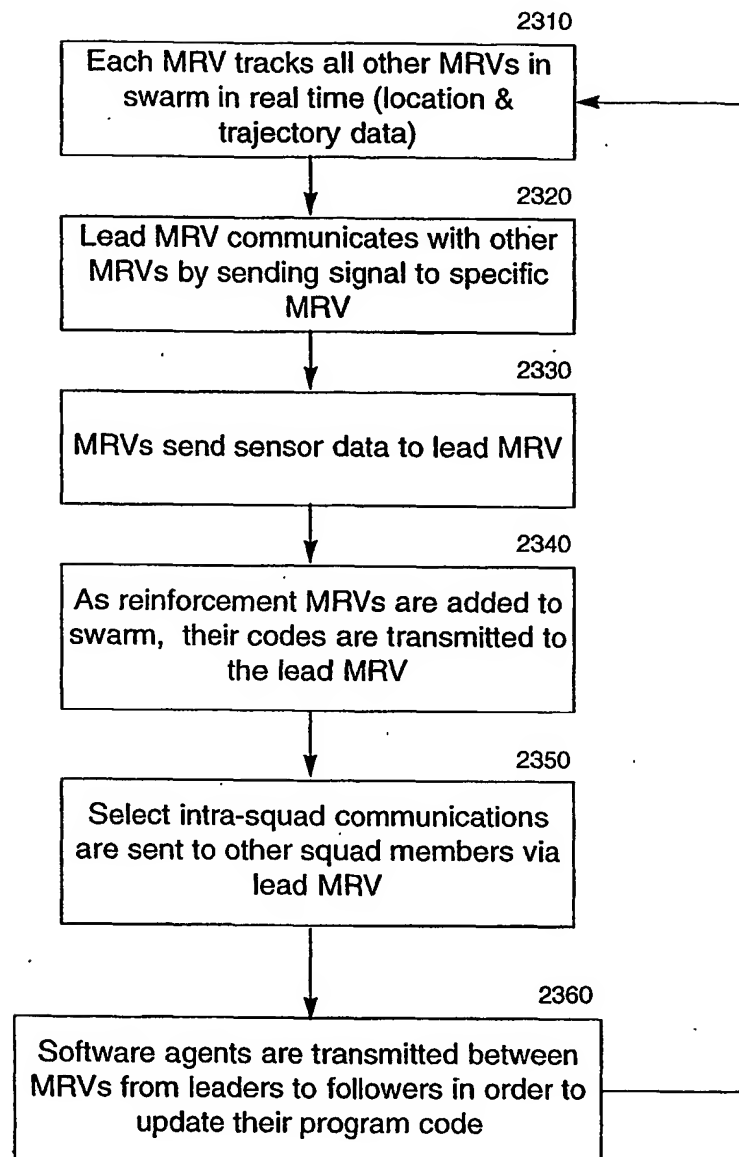 2310
Each MRV tracks all other MRVs in
swarm in real time (location &
trajectory data)
2320
Lead MRV communicates with other
MRVs by sending signal to specific
MRV
2330
MRVs send sensor data to lead MRV
2340
As reinforcement MRVs are added to
swarm, their codes are transmitted to
the lead MRV
2350
Select intra-squad communications
are sent to other squad members via
lead MRV
2360
Software agents are transmitted between
MRVs from leaders to followers in order to
update their program code